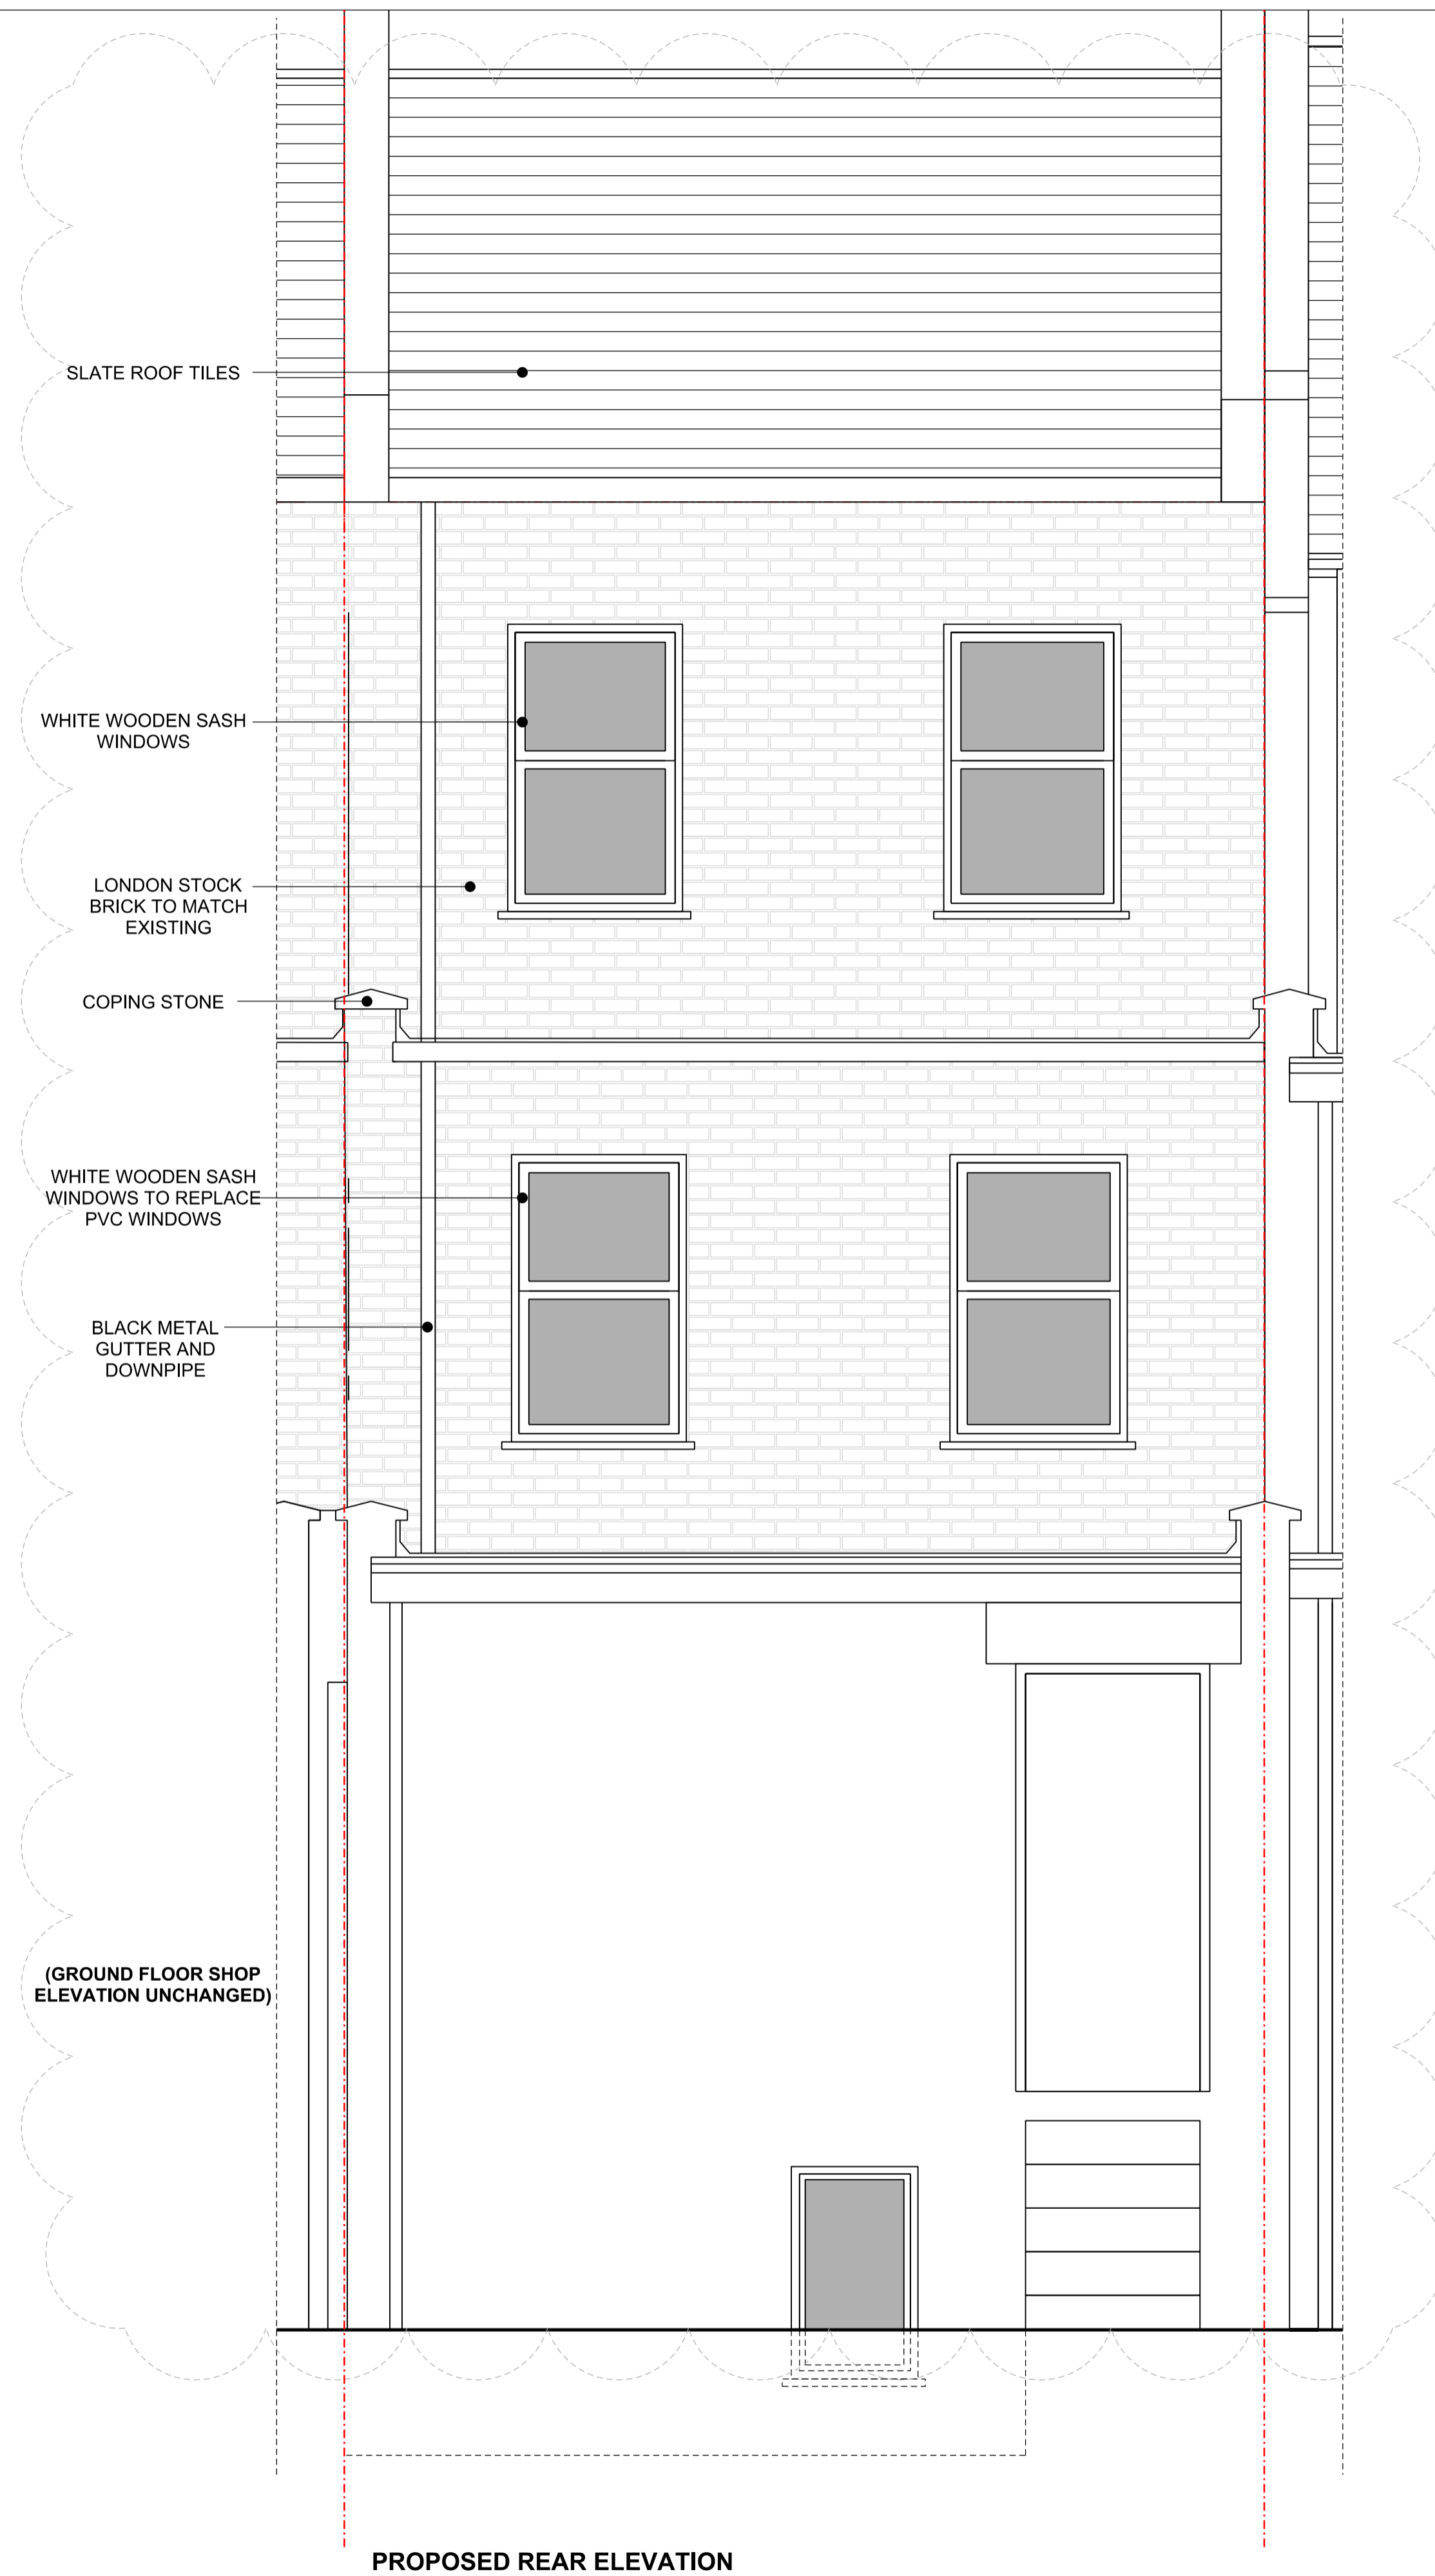 SLATE ROOF TILES
WHITE WOODEN SASH
WINDOWS
LONDON STOCK
BRICK TO MATCH
EXISTING
COPING STONE
WHITE WOODEN SASH
WINDOWS TO REPLACE
PVC WINDOWS
BLACK METAL
GUTTER AND
DOWNPIPE
(GROUND FLOOR SHOP
ELEVATION UNCHANGED)
PROPOSED REAR ELEVATION